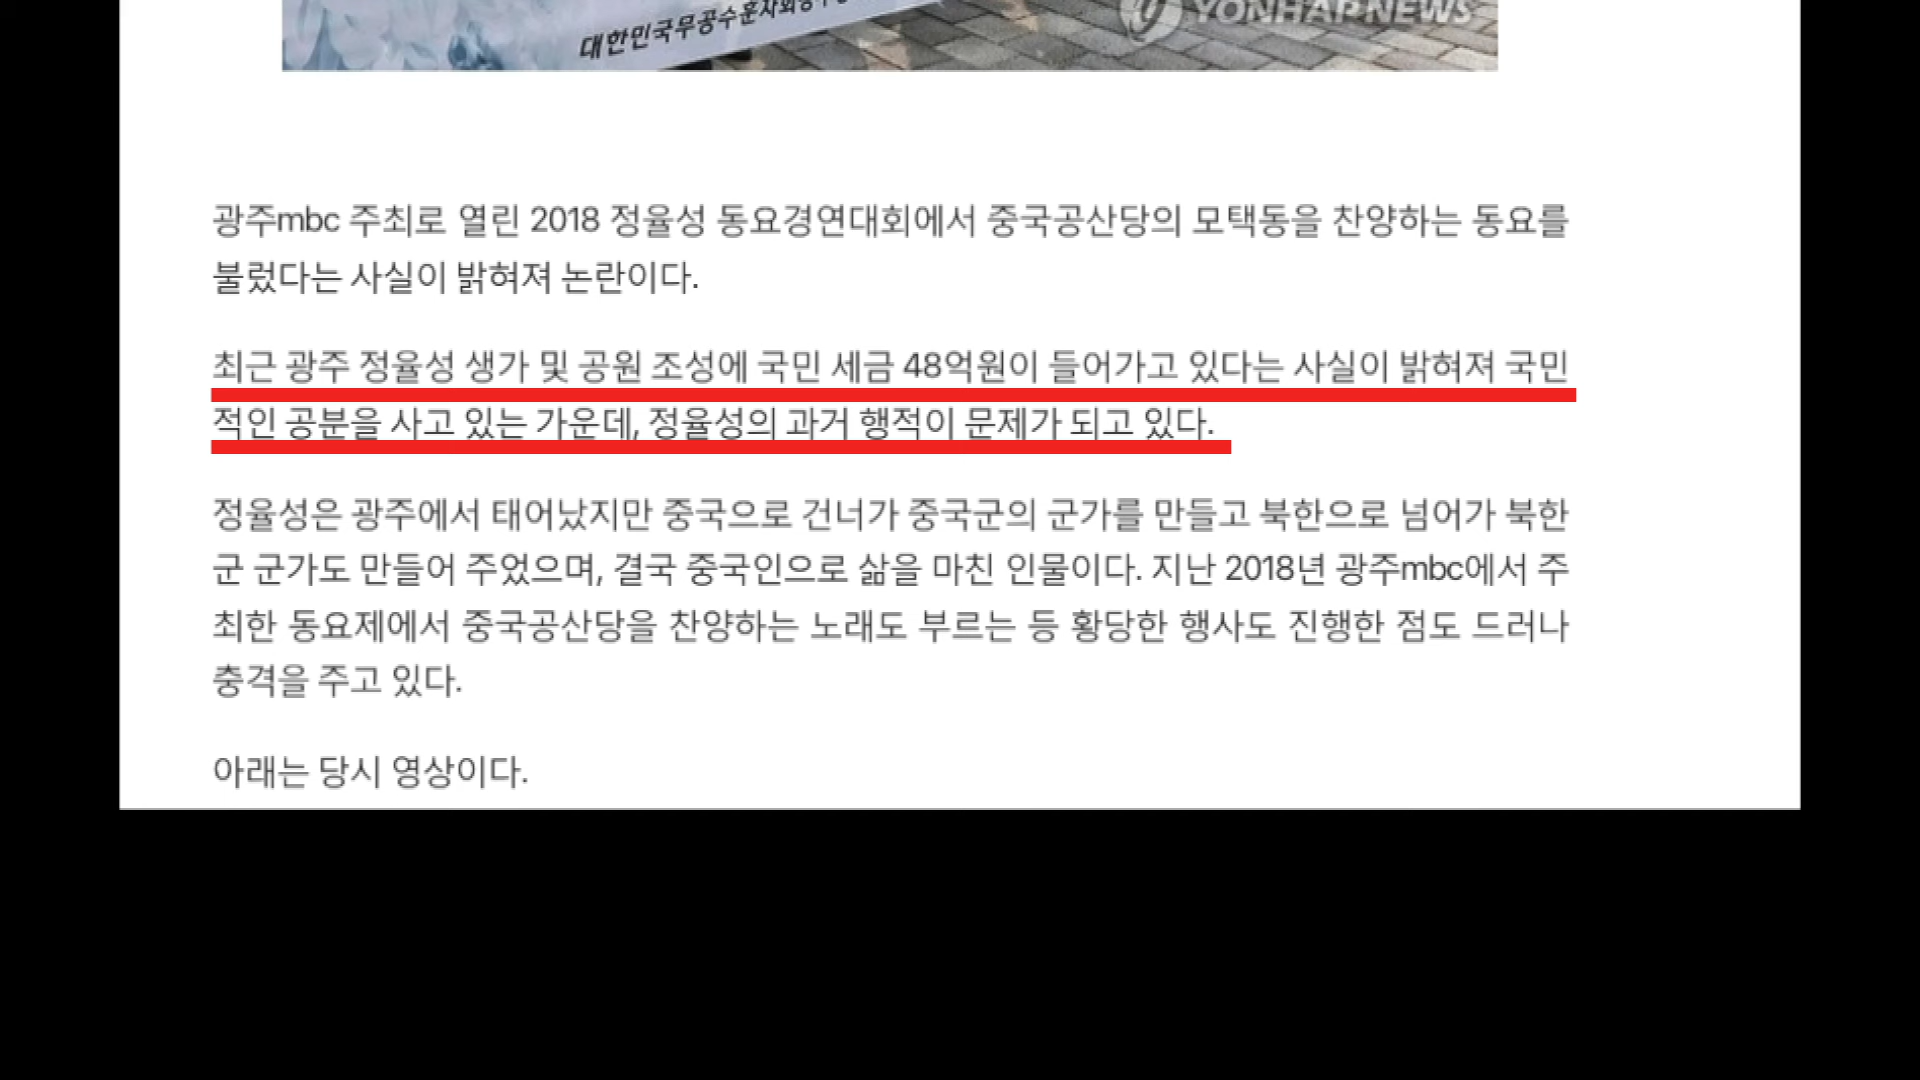 대한민국무공수훈자회
YONHAP NEWS
광주mbc 주최로 열린 2018 정율성 동요경연대회에서 중국공산당의 모택동을 찬양하는 동요를
불렀다는 사실이 밝혀져 논란이다.
최근 광주 정율성 생가 및 공원 조성에 국민 세금 48억원이 들어가고 있다는 사실이 밝혀져 국민
적인 공분을 사고 있는 가운데, 정율성의 과거 행적이 문제가 되고 있다.
정율성은 광주에서 태어났지만 중국으로 건너가 중국군의 군가를 만들고 북한으로 넘어가 북한
군 군가도 만들어 주었으며, 결국 중국인으로 삶을 마친 인물이다. 지난 2018년 광주mbc에서 주
최한 동요제에서 중국공산당을 찬양하는 노래도 부르는 등 황당한 행사도 진행한 점도 드러나
충격을 주고 있다.
아래는 당시 영상이다.